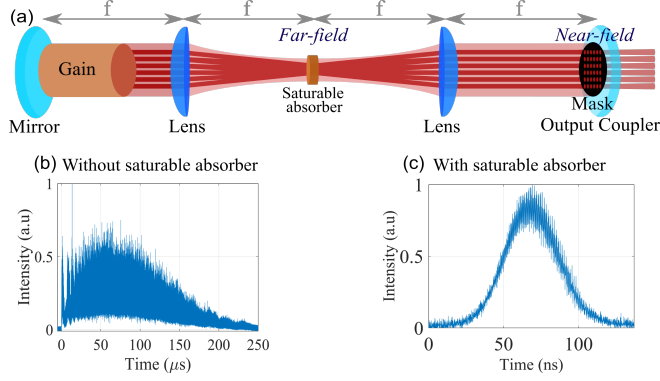 f f f f
(a)
Far-field
Near-field
Gain
Saturable
absorber
Mask
Mirror
Lens
Lens
Output Coupler
(b) Without saturable absorber
(c) With saturable absorber
1
0.5
0
Intensity (a.u)
0 50 100 150 200 250
Time (μs)
1
0
Intensity (a.u)
0 50 100
Time (ns)